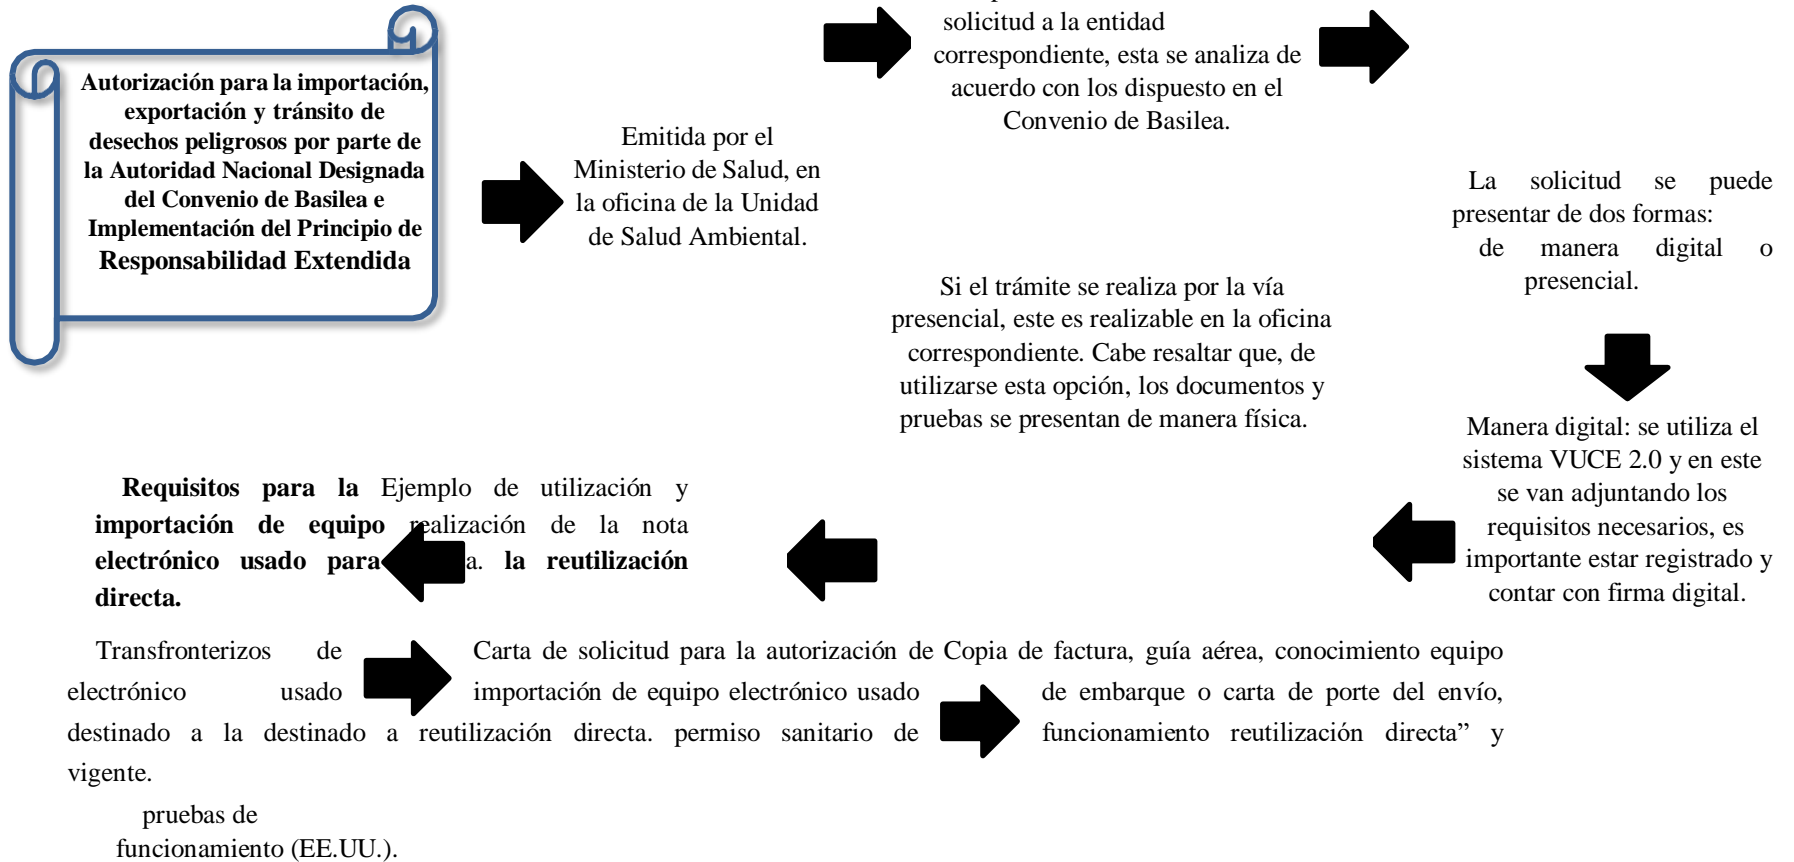 Autorización para la importación,
exportación y tránsito de
desechos peligrosos por parte de
la Autoridad Nacional Designada
del Convenio de Basilea e
Implementación del Principio de
Responsabilidad Extendida
Emitida por el
Ministerio de Salud, en
la oficina de la Unidad
de Salud Ambiental.
solicitud a la entidad
correspondiente, esta se analiza de
acuerdo con los dispuesto en el
Convenio de Basilea.
La solicitud se puede
presentar de dos formas:
de manera digital o
presencial.
Manera digital: se utiliza el
sistema VUCE 2.0 y en este
se van adjuntando los
requisitos necesarios, es
importante estar registrado y
contar con firma digital.
Si el trámite se realiza por la vía
presencial, este es realizable en la oficina
correspondiente. Cabe resaltar que, de
utilizarse esta opción, los documentos y
pruebas se presentan de manera física.
Requisitos para la Ejemplo de utilización y
importación de equipo realización de la nota
electrónico usado para a. la reutilización
directa.
Transfronterizos de Carta de solicitud para la autorización de Copia de factura, guía aérea, conocimiento equipo
electrónico usado importación de equipo electrónico usado de embarque o carta de porte del envío,
destinado a la destinado a reutilización directa. permiso sanitario de funcionamiento reutilización directa” y
vigente.
pruebas de
funcionamiento (EE.UU.).